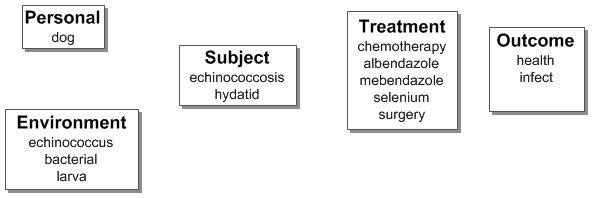 Personal
dog
Environment
echinococcus
bacterial
larva
Subject
echinococcosis
hydatid
Treatment
chemotherapy
albendazole
mebendazole
selenium
surgery
Outcome
health
infect